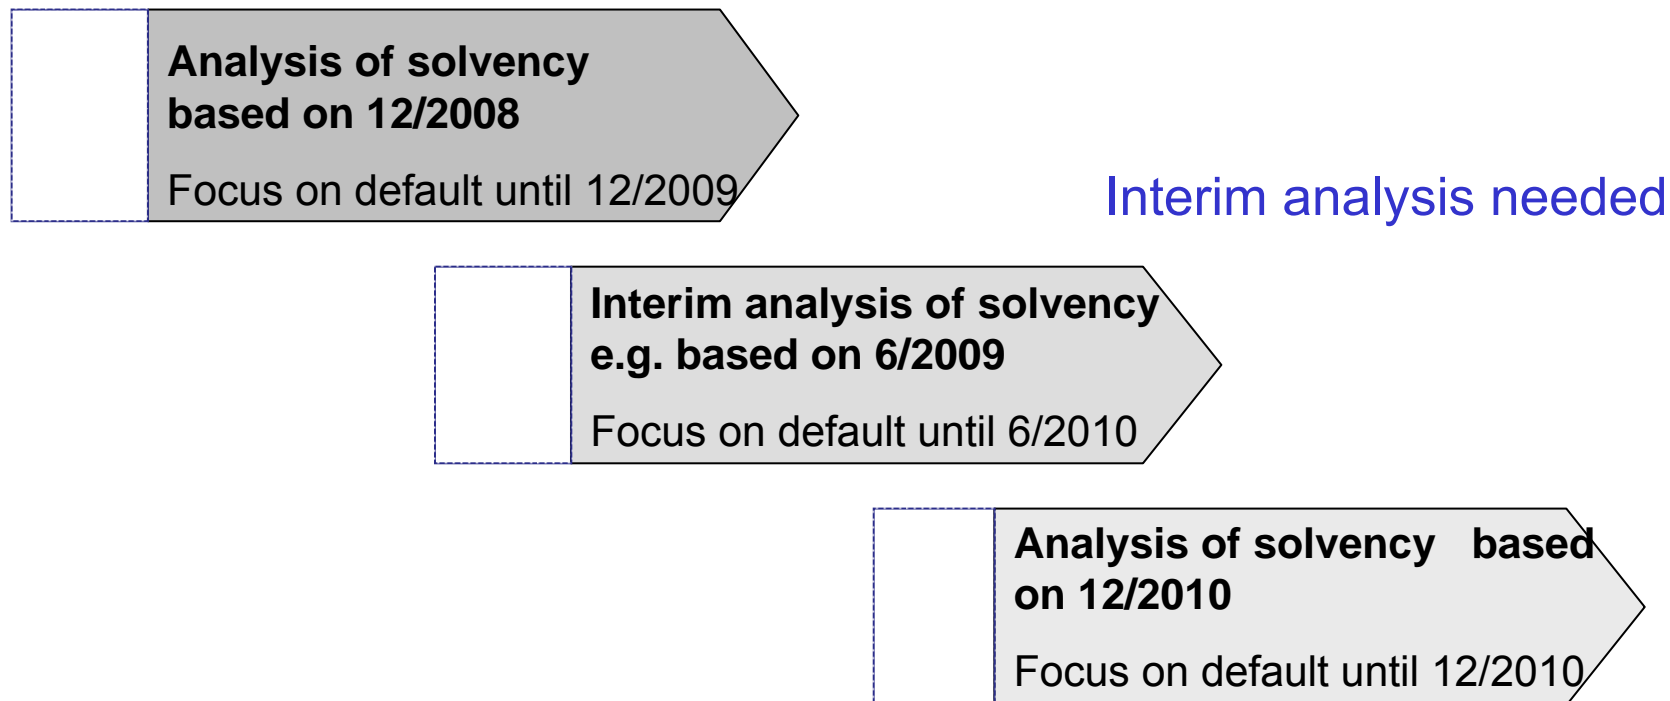 Analysis of solvency
based on 12/2008
Focus on default until 12/2009
Interim analysis needed
Interim analysis of solvency
e.g. based on 6/2009
Focus on default until 6/2010
Analysis of solvency based
on 12/2010
Focus on default until 12/2010